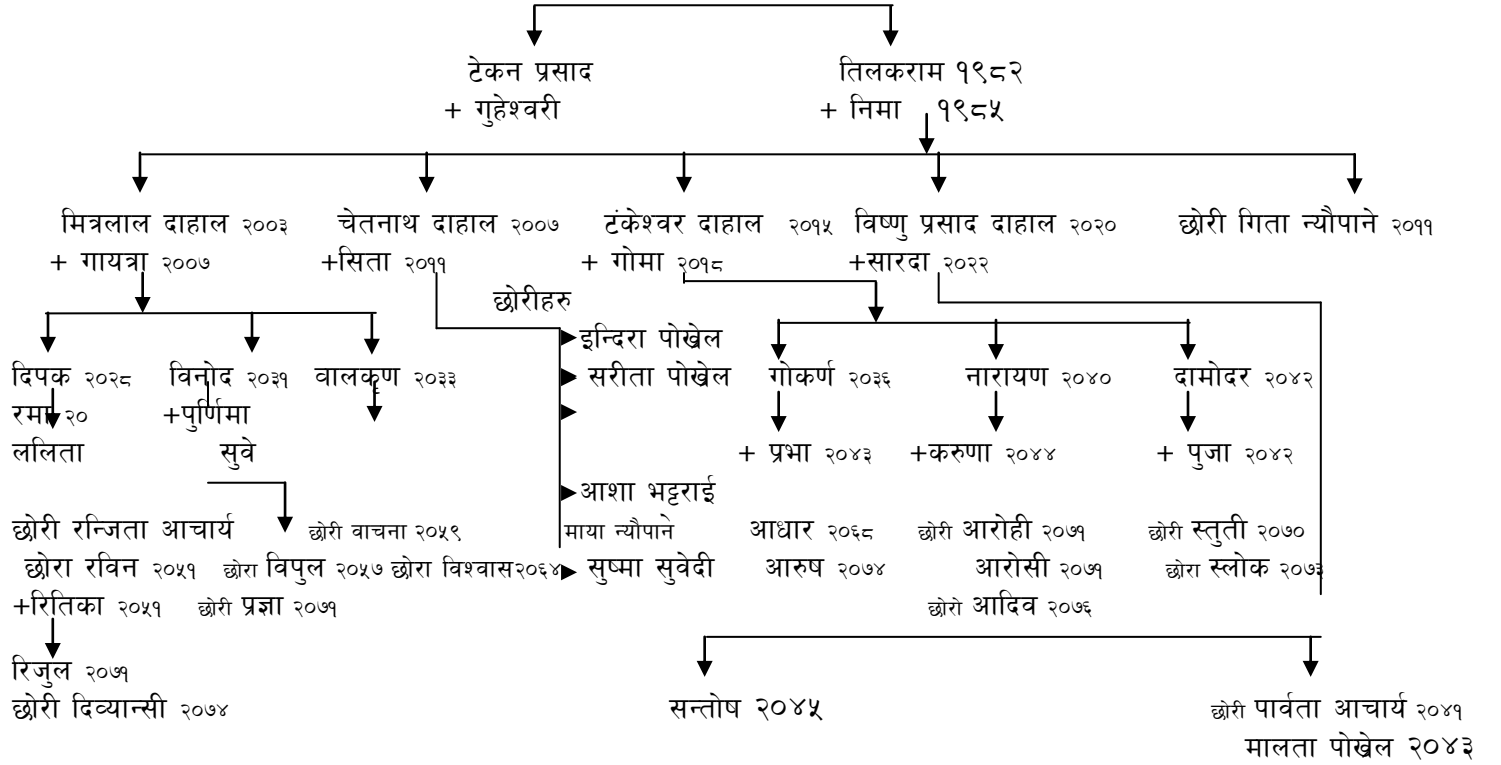 टेकन प्रसाद तिलकराम १९८२
+ गुहेश्वरी + निमा १९८५
मित्रलाल दाहाल २००३ चेतनाथ दाहाल २००७ टंकेश्वर दाहाल २०१५ विष्णु प्रसाद दाहाल २०२० छोरी गिता न्यौपाने २०११
+ गायत्रा २००७ +सिता २०११ + गोमा २०१८ +सारदा २०२२
छोरीहरु
इन्दिरा पोखेल
दिपक २०२८ विनोद २०३१ वालकृण २०३३ सरीता पोखेल गोकर्ण २०३६ नारायण २०४० दामोदर २०४२
रमा २० +पुर्णिमा
ललिता सुवे + प्रभा २०४३ +करुणा २०४४ + पुजा २०४२
आशा भट्टराई
छोरी रन्जिता आचार्य छोरी वाचना २०५९ माया न्यौपाने आधार २०६८ छोरी आरोही २०७१ छोरी स्तुती २०७०
छोरा रविन २०५१ छोरा विपुल २०५७ छोरा विश्वास२०६४ सुष्मा सुवेदी आरुष २०७४ आरोसी २०७१ छोरा स्लोक २०७३
+रितिका २०५१ छोरी प्रज्ञा २०७१ छोरो आदिव २०७६
रिजुल २०७१
छोरी दिव्यान्सी २०७४ सन्तोष २०४५ छोरी पार्वता आचार्य २०४१
मालता पोखेल २०४३